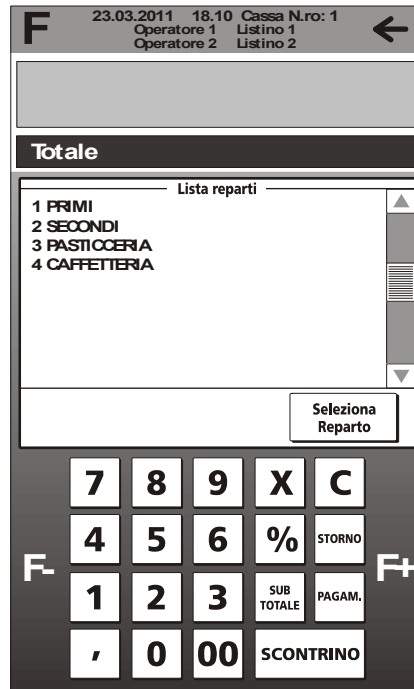 F
23.03.2011 18.10 Cassa N.ro: 1
Operatore 1 Listino 1
Operatore 2 Listino 2
Totale
Lista reparti
1 PRIMI
2 SECONDI
3 PASTICCERIA
4 CAFFETTERIA
Seleziona
Reparto
7 8 9 X C
4 5 6 % STORNO
F- F+
1 2 3 SUB TOTALE PAGAM.
, 0 00 SCONTRINO